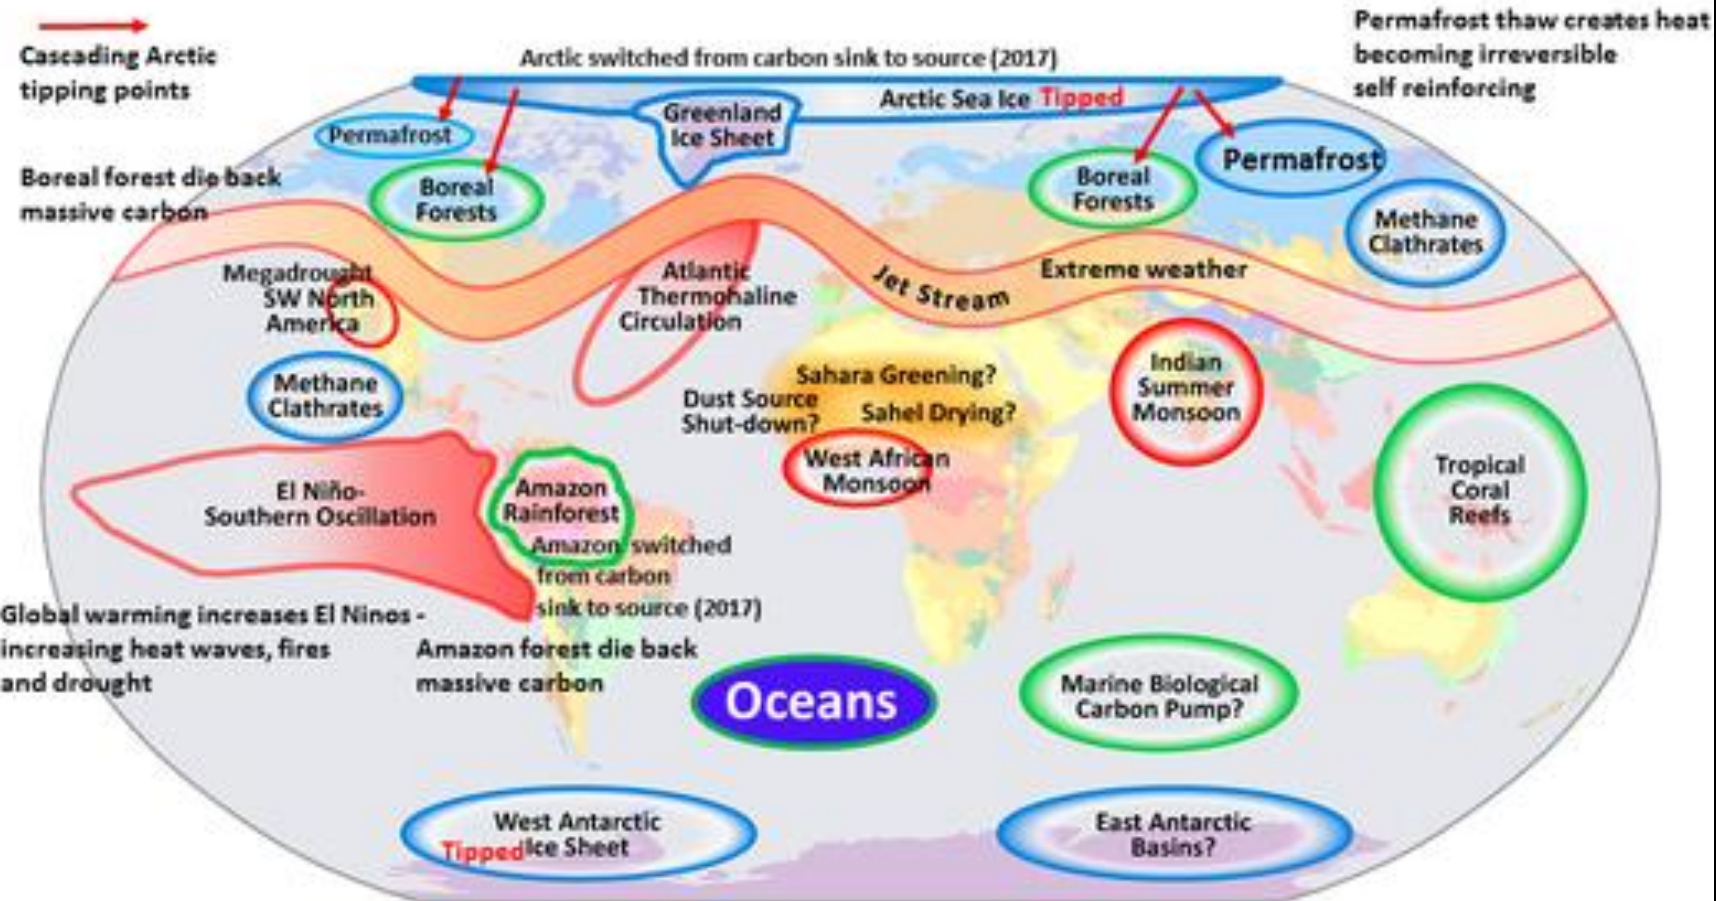 Cascading Arctic
tipping points
Arctic switched from carbon sink to source (2017)
Permafrost thaw creates heat
becoming irreversible
self reinforcing
Arctic Sea Ice Tipped
Greenland
Ice Sheet
Permafrost
Boreal
Forests
Boreal forest die back
massive carbon
Boreal
Forests
Permafrost
Methane
Clathrates
Megadrought
SW North
America
Atlantic
Thermohaline
Circulation
Jet Stream
Extreme weather
Methane
Clathrates
Sahara Greening?
Dust Source
Shut-down?
Sahel Drying?
West African
Monsoon
Indian
Summer
Monsoon
Tropical
Coral
Reefs
El Niño-
Southern Oscillation
Amazon
Rainforest
Amazon switched
from carbon
sink to source (2017)
Global warming increases El Ninos -
increasing heat waves, fires
and drought
Amazon forest die back
massive carbon
Oceans
Marine Biological
Carbon Pump?
West Antarctic
Tipped Ice Sheet
East Antarctic
Basins?